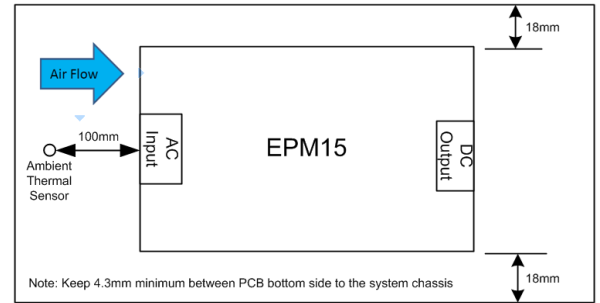 18mm
Air Flow
100mm
Ambient
Thermal
Sensor
AC
Input
EPM15
DC
Output
Note: Keep 4.3mm minimum between PCB bottom side to the system chassis
18mm